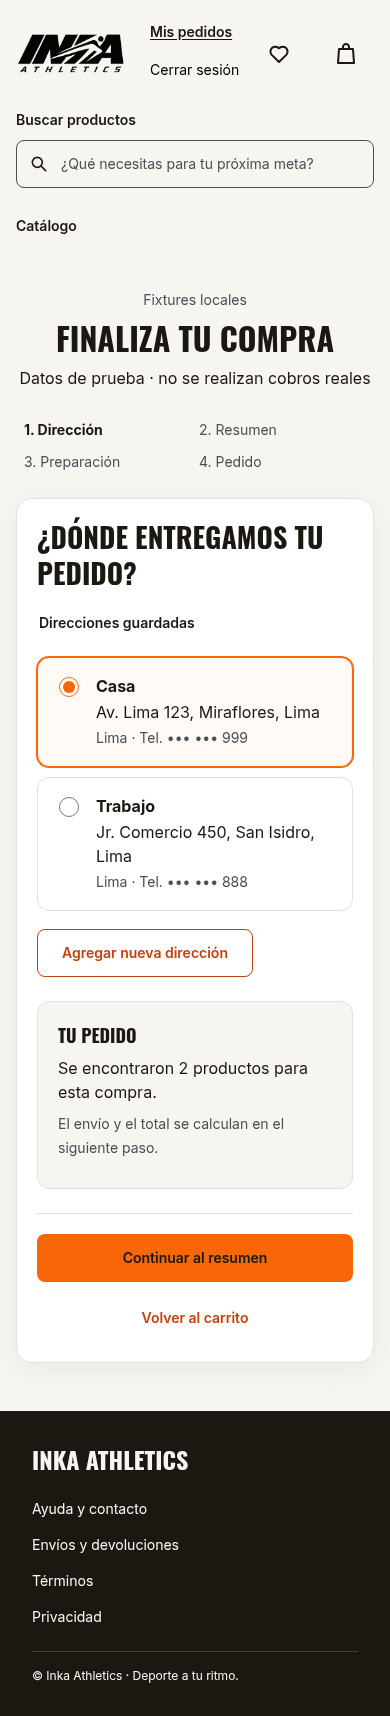 INKA
ATHLETICS
Mis pedidos
Cerrar sesión
Buscar productos
¿Qué necesitas para tu próxima meta?
Catálogo
Fixtures locales
FINALIZA TU COMPRA
Datos de prueba · no se realizan cobros reales
1. Dirección
2. Resumen
3. Preparación
4. Pedido
¿DÓNDE ENTREGAMOS TU
PEDIDO?
Direcciones guardadas
Casa
Av. Lima 123, Miraflores, Lima
Lima · Tel. ••• ••• 999
Trabajo
Jr. Comercio 450, San Isidro,
Lima
Lima · Tel. ••• ••• 888
Agregar nueva dirección
TU PEDIDO
Se encontraron 2 productos para
esta compra.
El envío y el total se calculan en el
siguiente paso.
Continuar al resumen
Volver al carrito
INKA ATHLETICS
Ayuda y contacto
Envíos y devoluciones
Términos
Privacidad
© Inka Athletics · Deporte a tu ritmo.